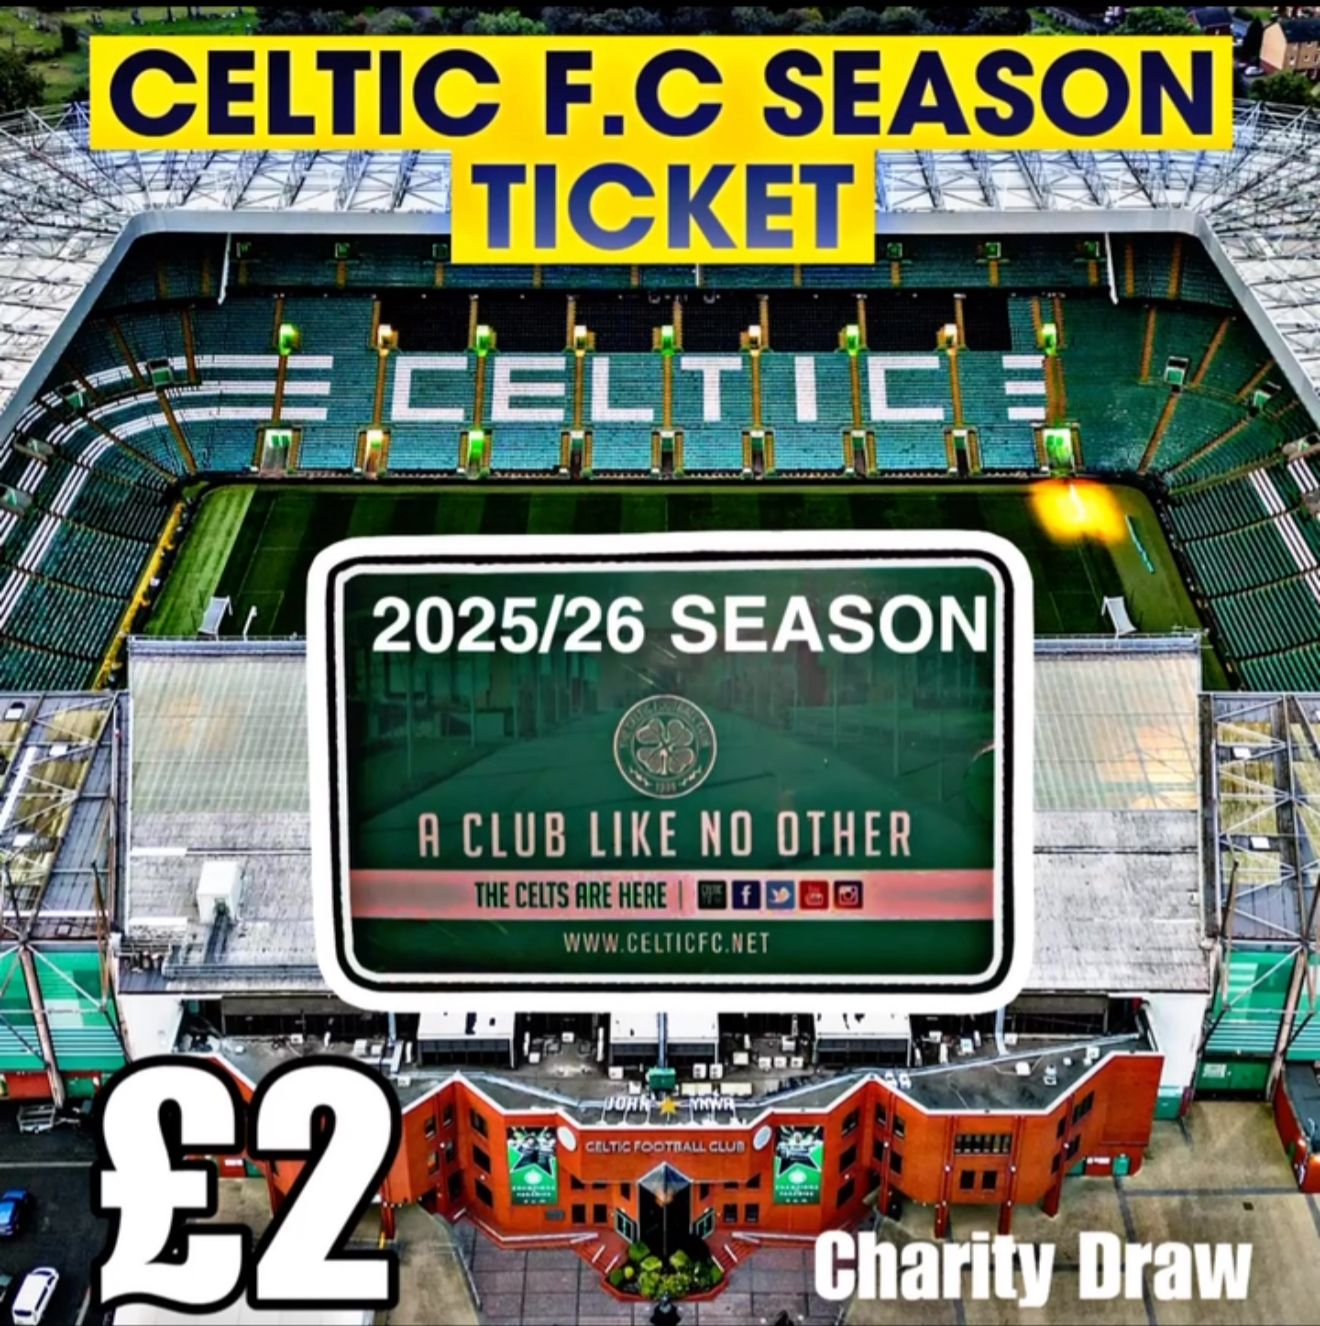 CELTIC F.C SEASON
TICKET
CELTIC
2025/26 SEASON
A CLUB LIKE NO OTHER
THE CELTS ARE HERE |
WWW.CELTICFC.NET
CELTIC FOOTBALL CLUB
£2
Charity Draw